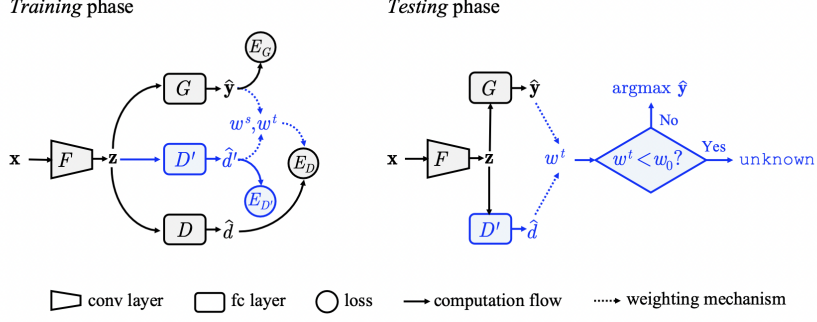 Training phase
Testing phase
E_G
G
ŷ
w^s, w^t
x
F
z
D′
d̂′
E_D
E_{D′}
D
d̂
G
ŷ
argmax ŷ
No
x
F
z
w^t
w^t < w_0?
Yes
unknown
D′
d̂
conv layer
fc layer
loss
computation flow
weighting mechanism